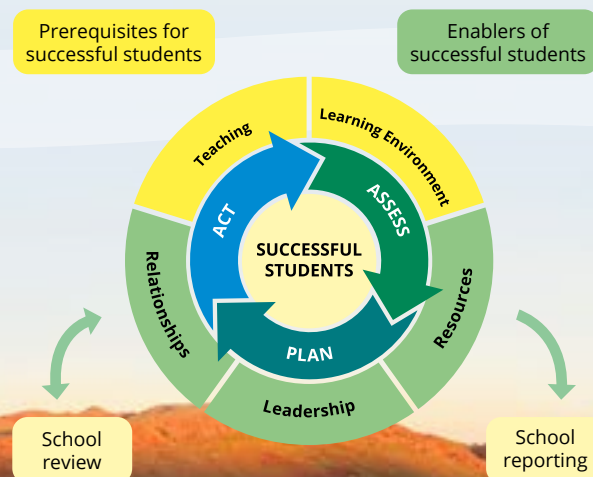 Prerequisites for
successful students
Enablers of
successful students
Teaching
Learning Environment
ACT
ASSESS
SUCCESSFUL
STUDENTS
Relationships
Resources
PLAN
Leadership
School
review
School
reporting